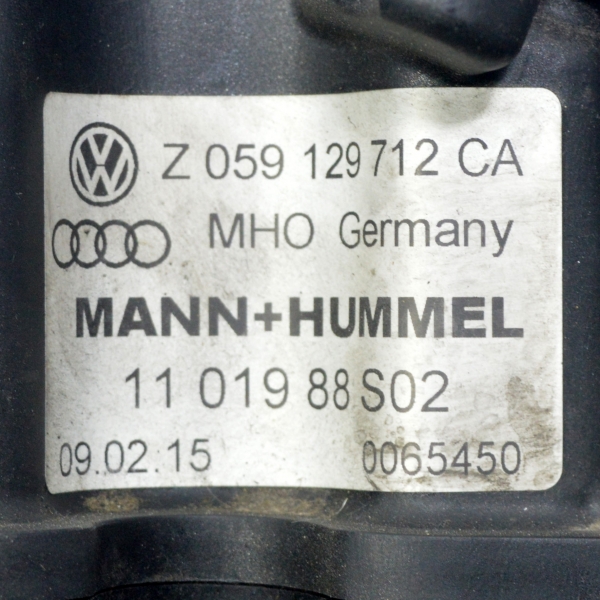 Z 059 129 712 CA
MHO Germany
MANN+HUMMEL
11 019 88 S02
09.02.15 0065450